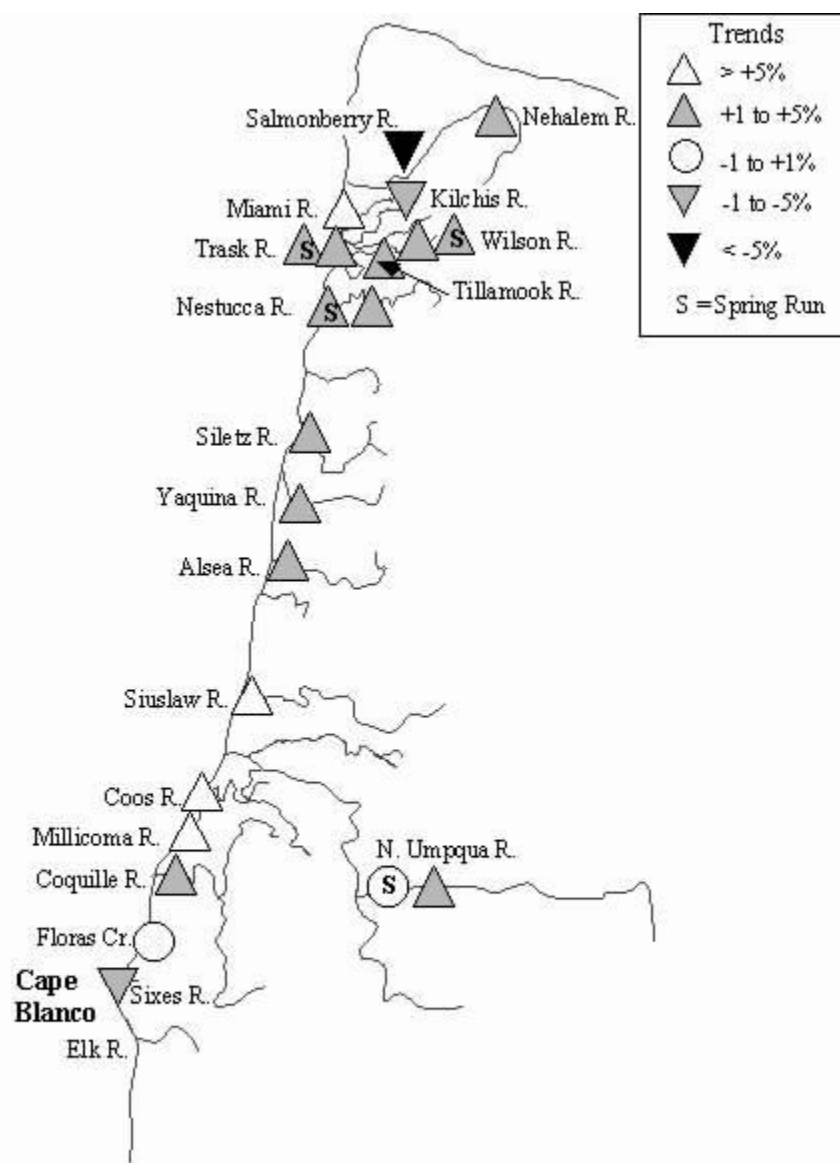 Trends
> +5%
+1 to +5%
-1 to +1%
-1 to -5%
< -5%
S =Spring Run
Salmonberry R.
Nehalem R.
Miami R.
Kilchis R.
Trask R.
S
S
Wilson R.
Tillamook R.
Nestucca R.
S
Siletz R.
Yaquina R.
Alsea R.
Siuslaw R.
Coos R.
Millicoma R.
N. Umpqua R.
Coquille R.
S
Floras Cr.
Cape
Blanco
Sixes R.
Elk R.